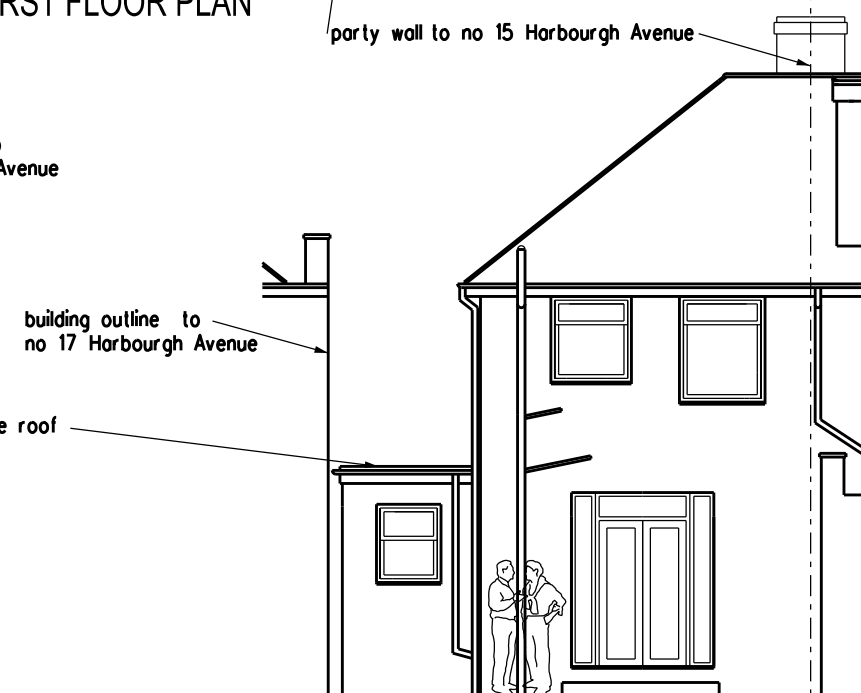 RST FLOOR PLAN
party wall to no 15 Harbourgh Avenue
Avenue
building outline to
no 17 Harbourgh Avenue
e roof